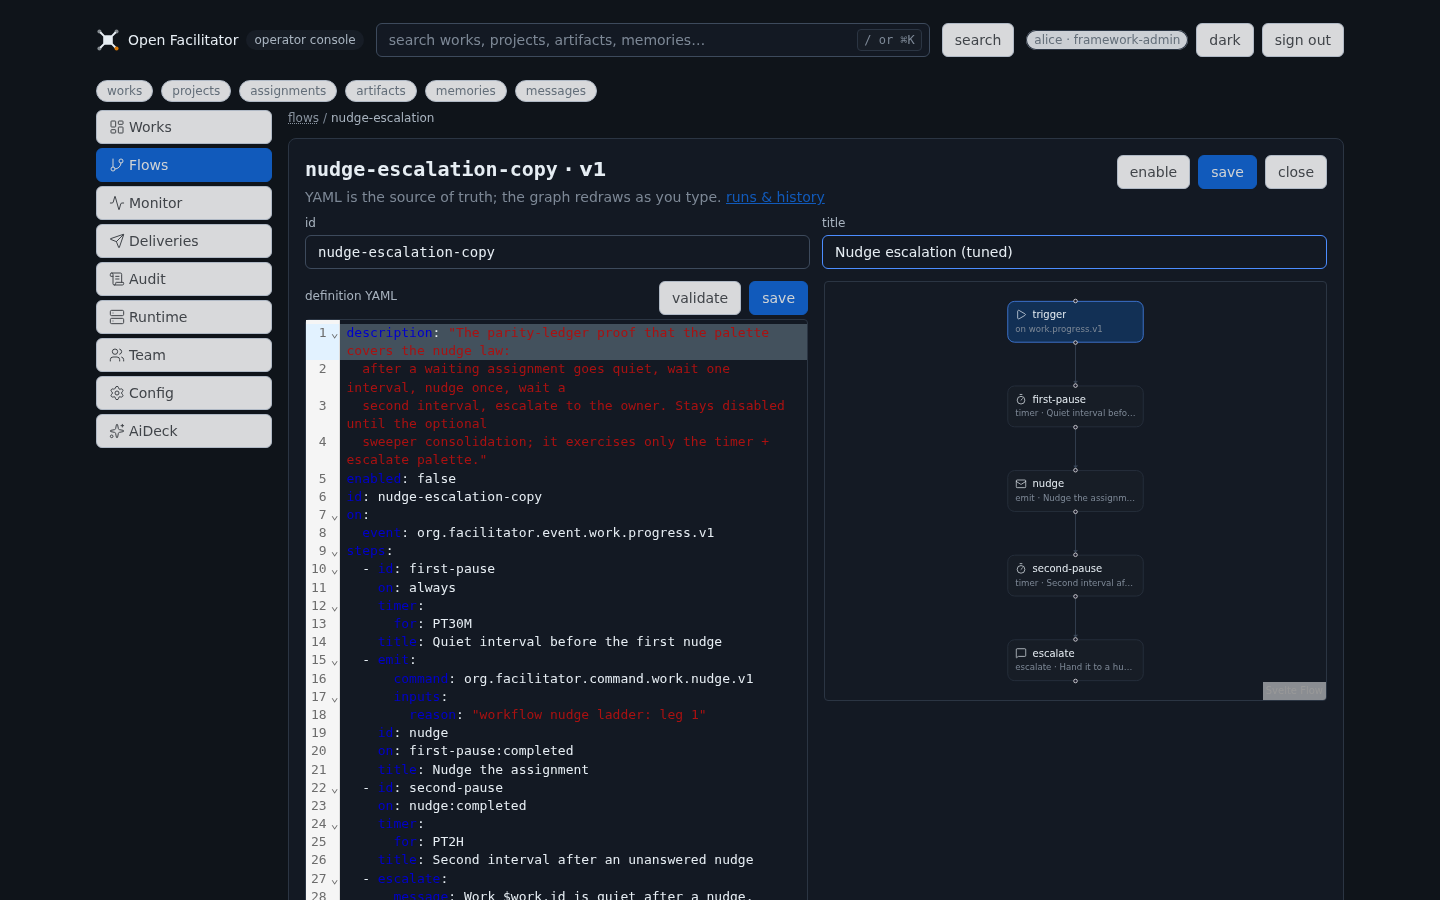 Open Facilitator
operator console
search works, projects, artifacts, memories…
/ or ⌘K
search
alice · framework-admin
dark
sign out
works
projects
assignments
artifacts
memories
messages
Works
Flows
Monitor
Deliveries
Audit
Runtime
Team
Config
AiDeck
flows / nudge-escalation
nudge-escalation-copy · v1
YAML is the source of truth; the graph redraws as you type. runs & history
enable
save
close
id
nudge-escalation-copy
title
Nudge escalation (tuned)
definition YAML
validate
save
1 description: "The parity-ledger proof that the palette
covers the nudge law:
2 after a waiting assignment goes quiet, wait one
interval, nudge once, wait a
3 second interval, escalate to the owner. Stays disabled
until the optional
4 sweeper consolidation; it exercises only the timer +
escalate palette."
5 enabled: false
6 id: nudge-escalation-copy
7 on:
8 event: org.facilitator.event.work.progress.v1
9 steps:
10 - id: first-pause
11 on: always
12 timer:
13 for: PT30M
14 title: Quiet interval before the first nudge
15 - emit:
16 command: org.facilitator.command.work.nudge.v1
17 inputs:
18 reason: "workflow nudge ladder: leg 1"
19 id: nudge
20 on: first-pause:completed
21 title: Nudge the assignment
22 - id: second-pause
23 on: nudge:completed
24 timer:
25 for: PT2H
26 title: Second interval after an unanswered nudge
27 - escalate:
28 message: Work $work.id is quiet after a nudge.
trigger
on work.progress.v1
first-pause
timer · Quiet interval befo…
nudge
emit · Nudge the assignm…
second-pause
timer · Second interval af…
escalate
escalate · Hand it to a hu…
Svelte Flow